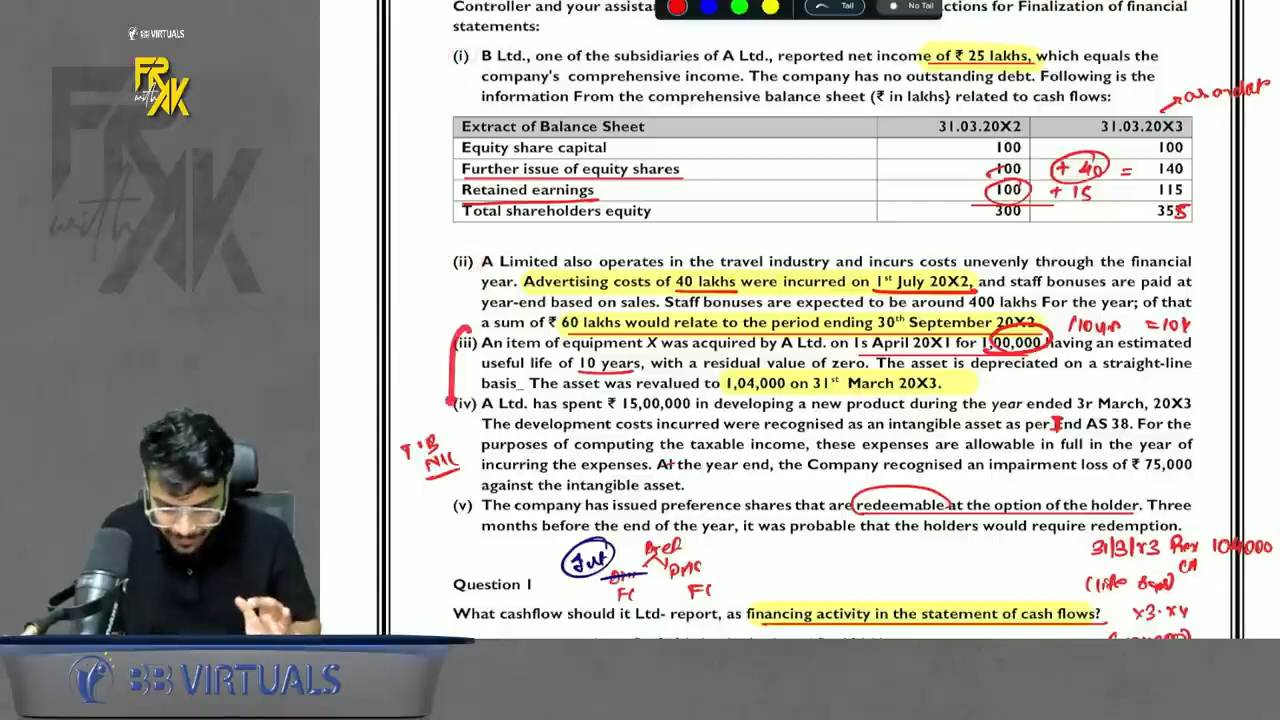 Controller and your assista
ctions for Finalization of financial
Tail
No Tail
statements:
BB VIRTUALS
FR with AK
(i) B Ltd., one of the subsidiaries of A Ltd., reported net income of ₹ 25 lakhs, which equals the
company's comprehensive income. The company has no outstanding debt. Following is the
information From the comprehensive balance sheet (₹ in lakhs} related to cash flows:
Extract of Balance Sheet 31.03.20X2 31.03.20X3
Equity share capital 100 100
Further issue of equity shares 100 + 40 = 140
Retained earnings 100 + 15 115
Total shareholders equity 300 355
(ii) A Limited also operates in the travel industry and incurs costs unevenly through the financial
year. Advertising costs of 40 lakhs were incurred on 1st July 20X2, and staff bonuses are paid at
year-end based on sales. Staff bonuses are expected to be around 400 lakhs For the year; of that
a sum of ₹ 60 lakhs would relate to the period ending 30th September 20X2
(iii) An item of equipment X was acquired by A Ltd. on 1s April 20X1 for 1,00,000 having an estimated
useful life of 10 years, with a residual value of zero. The asset is depreciated on a straight-line
basis_ The asset was revalued to 1,04,000 on 31st March 20X3.
(iv) A Ltd. has spent ₹ 15,00,000 in developing a new product during the year ended 3r March, 20X3
The development costs incurred were recognised as an intangible asset as per Ind AS 38. For the
purposes of computing the taxable income, these expenses are allowable in full in the year of
incurring the expenses. At the year end, the Company recognised an impairment loss of ₹ 75,000
against the intangible asset.
T.B
NIL
(v) The company has issued preference shares that are redeemable at the option of the holder. Three
months before the end of the year, it was probable that the holders would require redemption.
31/3/x3 Rev 104000
CA
FC
FC
x3.x4
Question 1
What cashflow should it Ltd- report, as financing activity in the statement of cash flows?
BB VIRTUALS